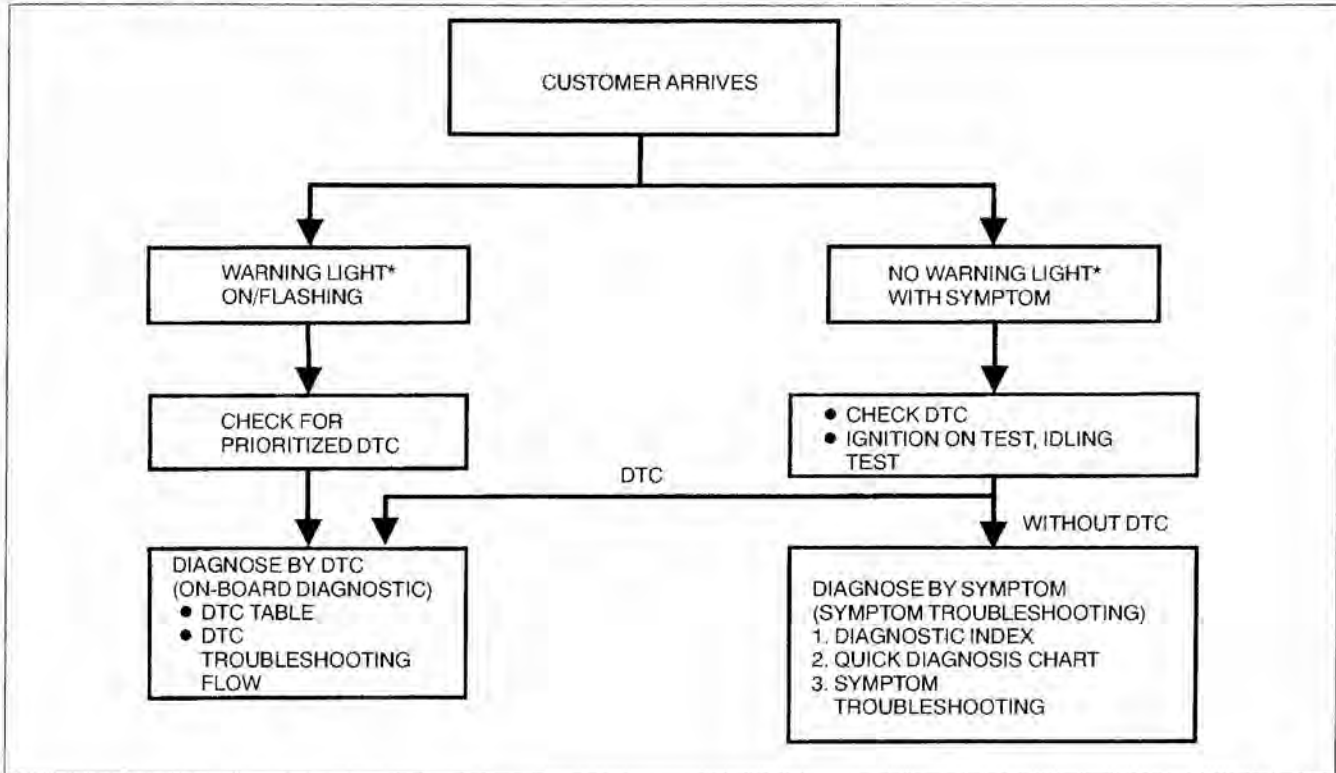 CUSTOMER ARRIVES
WARNING LIGHT*
ON/FLASHING
NO WARNING LIGHT*
WITH SYMPTOM
CHECK FOR
PRIORITIZED DTC
● CHECK DTC
● IGNITION ON TEST, IDLING
TEST
DTC
WITHOUT DTC
DIAGNOSE BY DTC
(ON-BOARD DIAGNOSTIC)
● DTC TABLE
● DTC
TROUBLESHOOTING
FLOW
DIAGNOSE BY SYMPTOM
(SYMPTOM TROUBLESHOOTING)
1. DIAGNOSTIC INDEX
2. QUICK DIAGNOSIS CHART
3. SYMPTOM
TROUBLESHOOTING